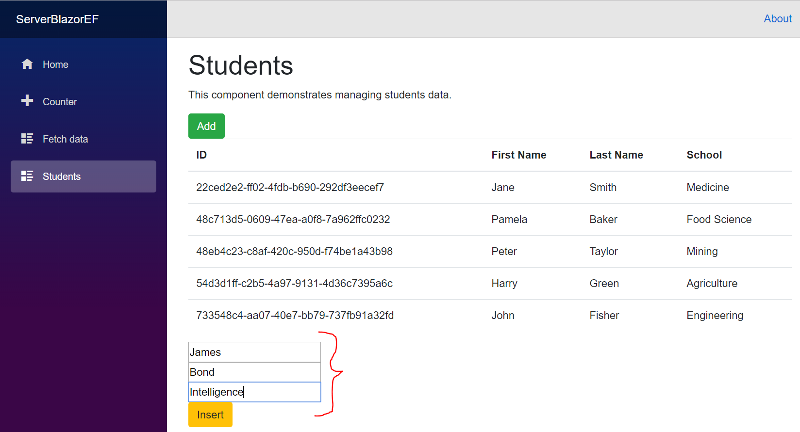 ServerBlazorEF
About
Home
Counter
Fetch data
Students
Students
This component demonstrates managing students data.
Add
ID First Name Last Name School
22ced2e2-ff02-4fdb-b690-292df3eecef7 Jane Smith Medicine
48c713d5-0609-47ea-a0f8-7a962ffc0232 Pamela Baker Food Science
48eb4c23-c8af-420c-950d-f74be1a43b98 Peter Taylor Mining
54d3d1ff-c2b5-4a97-9131-4d36c7395a6c Harry Green Agriculture
733548c4-aa07-40e7-bb79-737fb91a32fd John Fisher Engineering
James
Bond
Intelligence
Insert